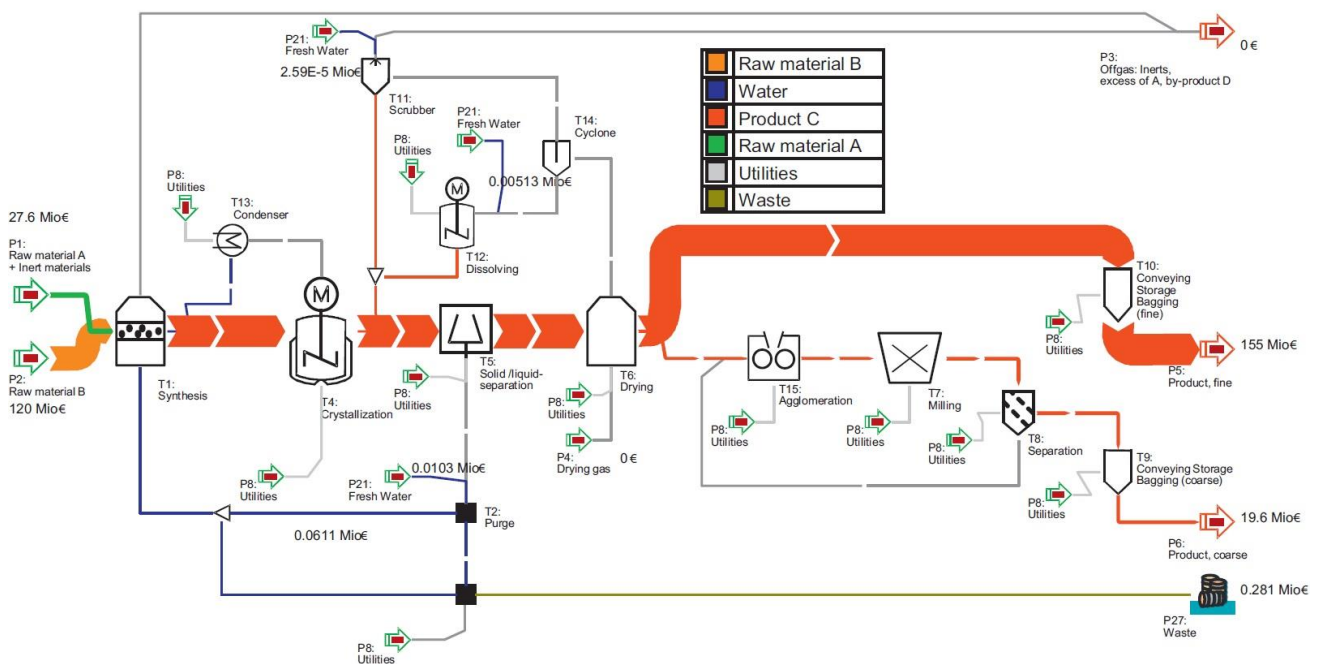 P21:
Fresh Water
2.59E-5 Mio€
T11:
Scrubber
P21:
Fresh Water
T14:
Cyclone
P8:
Utilities
0.00513 Mio€
M
T12:
Dissolving
Raw material B
Water
Product C
Raw material A
Utilities
Waste
0 €
P3:
Offgas: Inerts,
excess of A, by-product D
P8:
Utilities
T13:
Condenser
27.6 Mio€
P1:
Raw material A
+ Inert materials
P2:
Raw material B
120 Mio€
T1:
Synthesis
M
T4:
Crystallization
P8:
Utilities
T5:
Solid /liquid-
separation
P8:
Utilities
T6:
Drying
P8:
Utilities
P4:
Drying gas
0 €
P21:
Fresh Water
0.0103 Mio€
T2:
Purge
0.0611 Mio€
P8:
Utilities
T15:
Agglomeration
P8:
Utilities
T7:
Milling
P8:
Utilities
T8:
Separation
P8:
Utilities
T10:
Conveying
Storage
Bagging
(fine)
P8:
Utilities
155 Mio€
P5:
Product, fine
T9:
Conveying Storage
Bagging (coarse)
P8:
Utilities
19.6 Mio€
P6:
Product, coarse
0.281 Mio€
P27:
Waste